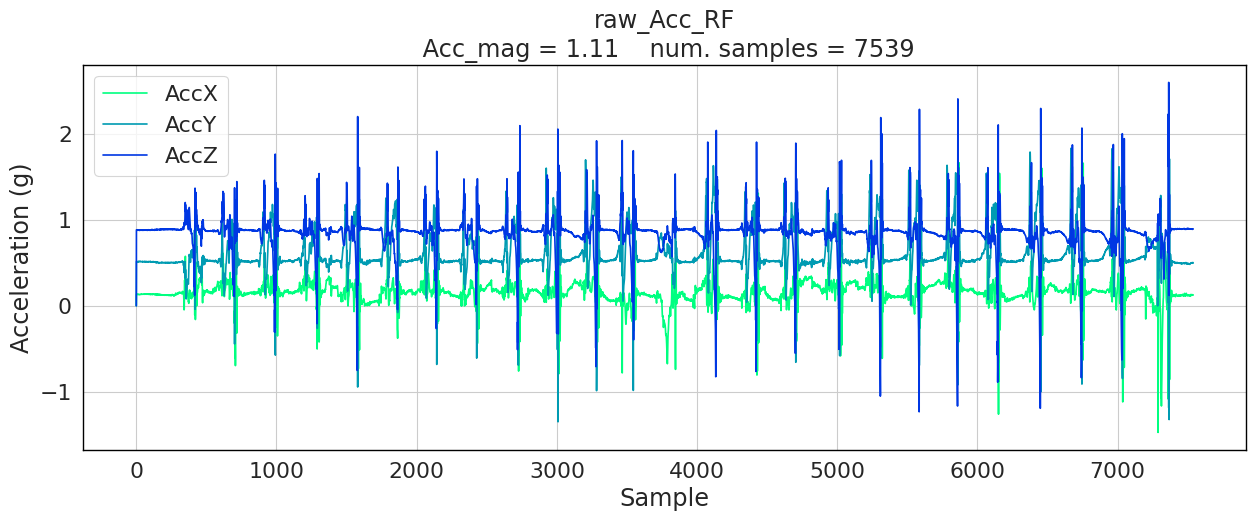 raw_Acc_RF
Acc_mag = 1.11    num. samples = 7539
AccX
AccY
AccZ
Acceleration (g)
2
1
0
−1
0 1000 2000 3000 4000 5000 6000 7000
Sample